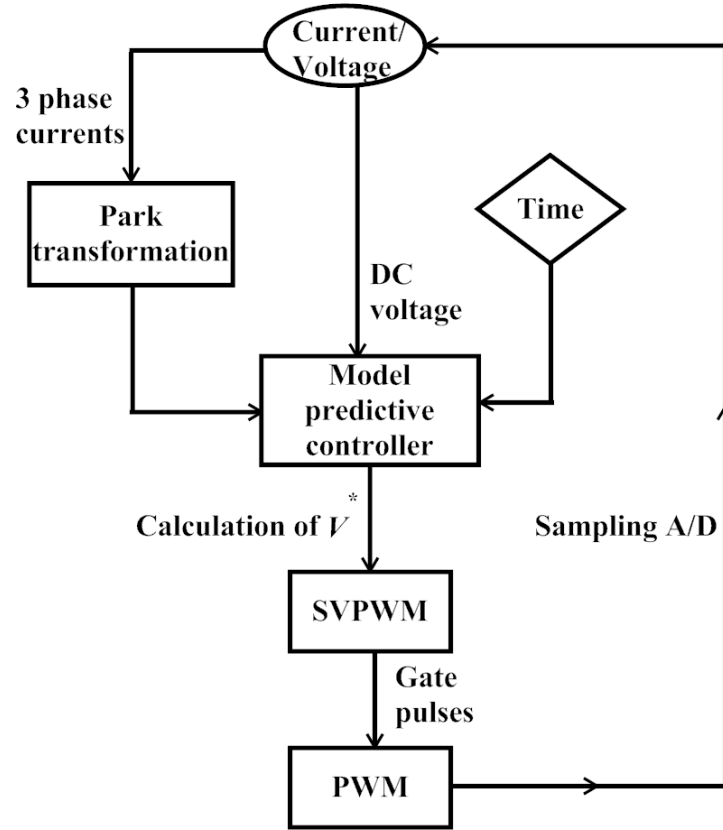 Current/
Voltage
3 phase
currents
Park
transformation
Time
DC
voltage
Model
predictive
controller
Calculation of V*
Sampling A/D
SVPWM
Gate
pulses
PWM